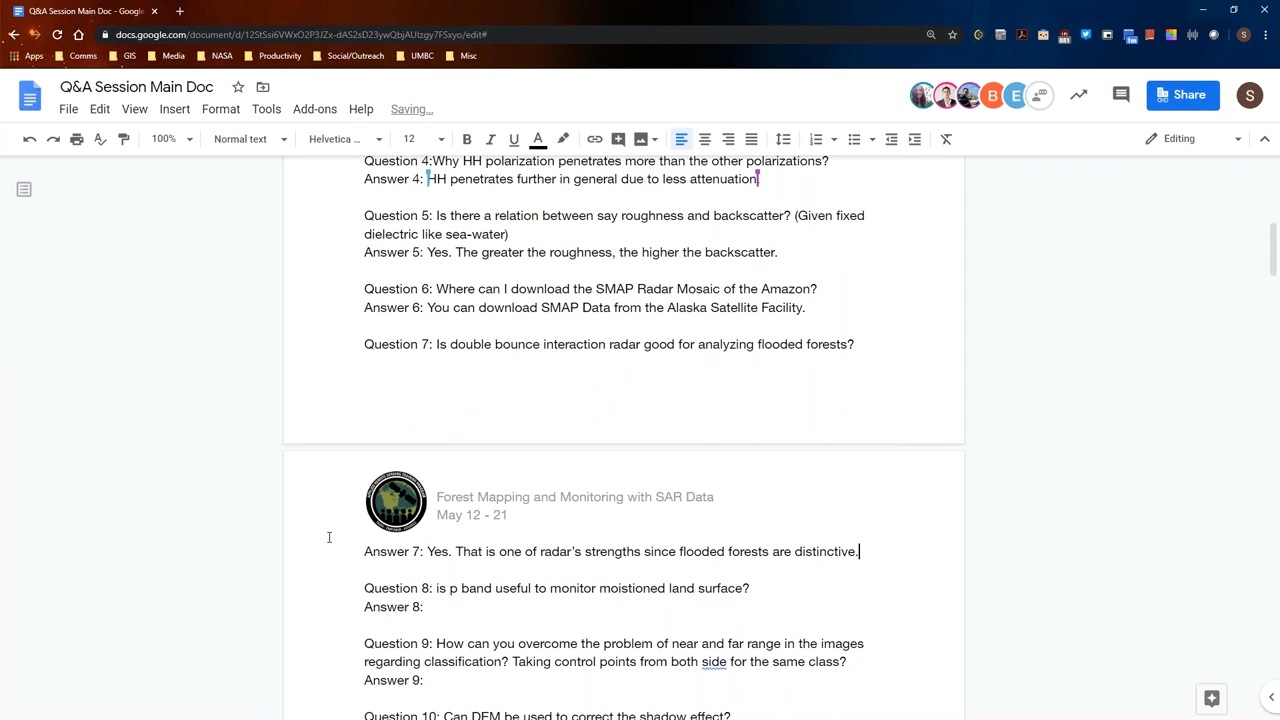 Q&A Session Main Doc - Google
docs.google.com/document/d/12StSsi6VWxO2P3JZx-dAS2sD23ywQbjAUIzgy7FSxyo/edit#
Apps Comms GIS Media NASA Productivity Social/Outreach UMBC Misc
Q&A Session Main Doc
File Edit View Insert Format Tools Add-ons Help Saving...
B E Share S
100% Normal text Helvetica ... 12 B I U A Editing
Question 4:Why HH polarization penetrates more than the other polarizations?
Answer 4: HH penetrates further in general due to less attenuation.
Question 5: Is there a relation between say roughness and backscatter? (Given fixed
dielectric like sea-water)
Answer 5: Yes. The greater the roughness, the higher the backscatter.
Question 6: Where can I download the SMAP Radar Mosaic of the Amazon?
Answer 6: You can download SMAP Data from the Alaska Satellite Facility.
Question 7: Is double bounce interaction radar good for analyzing flooded forests?
Forest Mapping and Monitoring with SAR Data
May 12 - 21
Answer 7: Yes. That is one of radar's strengths since flooded forests are distinctive.
Question 8: is p band useful to monitor moistioned land surface?
Answer 8:
Question 9: How can you overcome the problem of near and far range in the images
regarding classification? Taking control points from both side for the same class?
Answer 9:
Question 10: Can DEM be used to correct the shadow effect?